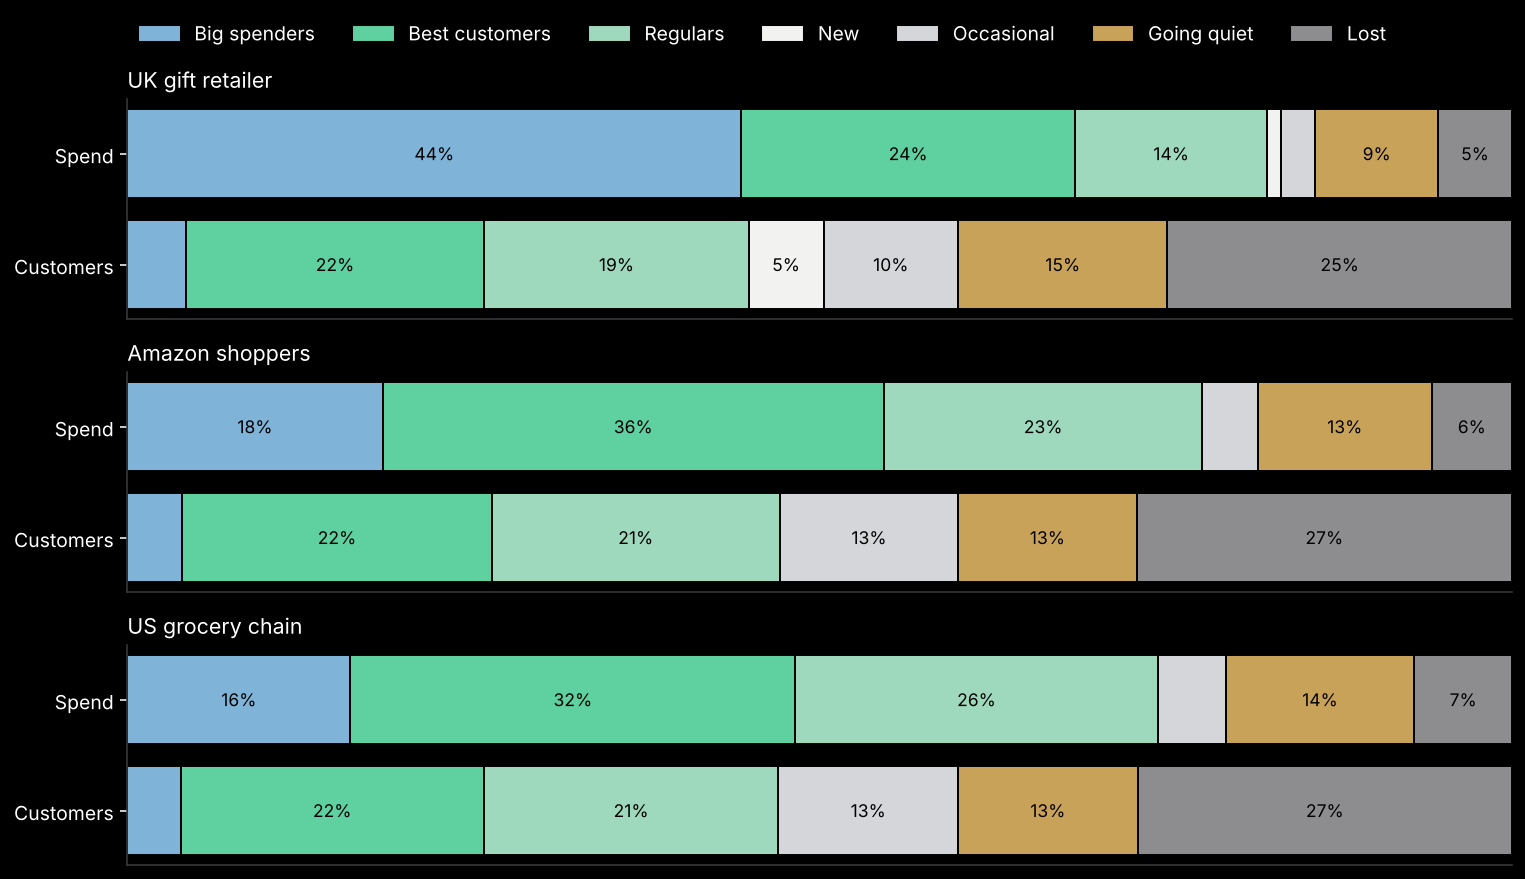 Big spenders Best customers Regulars New Occasional Going quiet Lost
UK gift retailer
Spend 44% 24% 14% 9% 5%
Customers 22% 19% 5% 10% 15% 25%
Amazon shoppers
Spend 18% 36% 23% 13% 6%
Customers 22% 21% 13% 13% 27%
US grocery chain
Spend 16% 32% 26% 14% 7%
Customers 22% 21% 13% 13% 27%